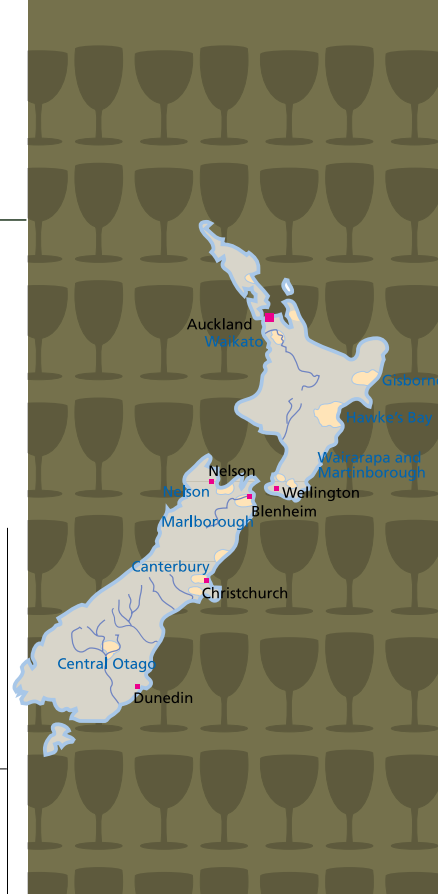 Auckland
Waikato
Gisborne
Hawke's Bay
Wairarapa and
Martinborough
Nelson
Nelson
Wellington
Blenheim
Marlborough
Canterbury
Christchurch
Central Otago
Dunedin